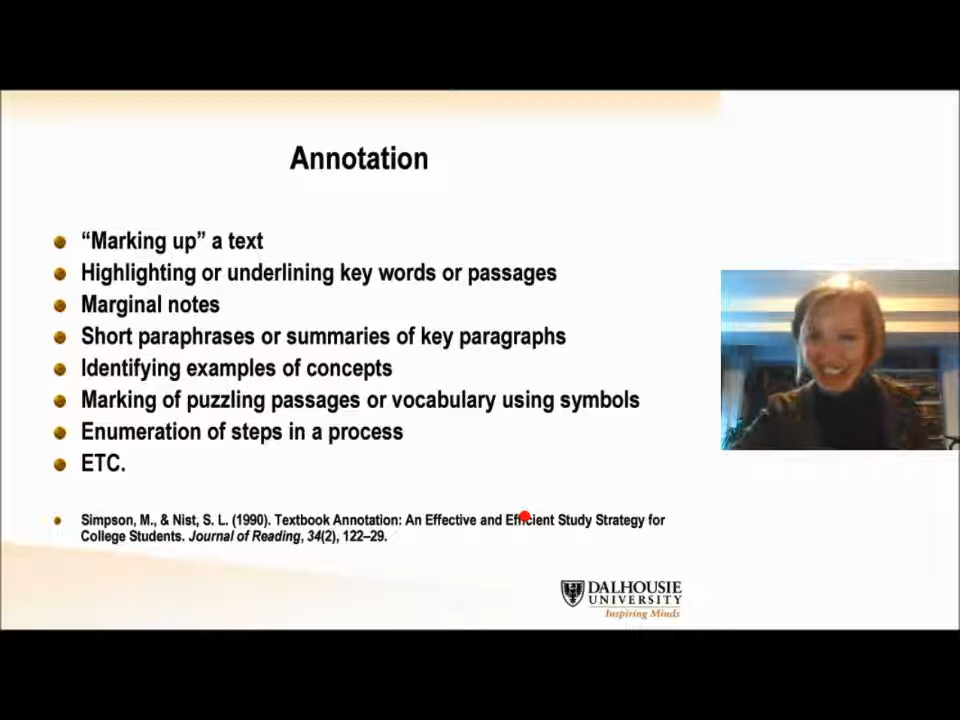 Annotation
“Marking up” a text
Highlighting or underlining key words or passages
Marginal notes
Short paraphrases or summaries of key paragraphs
Identifying examples of concepts
Marking of puzzling passages or vocabulary using symbols
Enumeration of steps in a process
ETC.
Simpson, M., & Nist, S. L. (1990). Textbook Annotation: An Effective and Efficient Study Strategy for
College Students. Journal of Reading, 34(2), 122–29.
DALHOUSIE
UNIVERSITY
Inspiring Minds